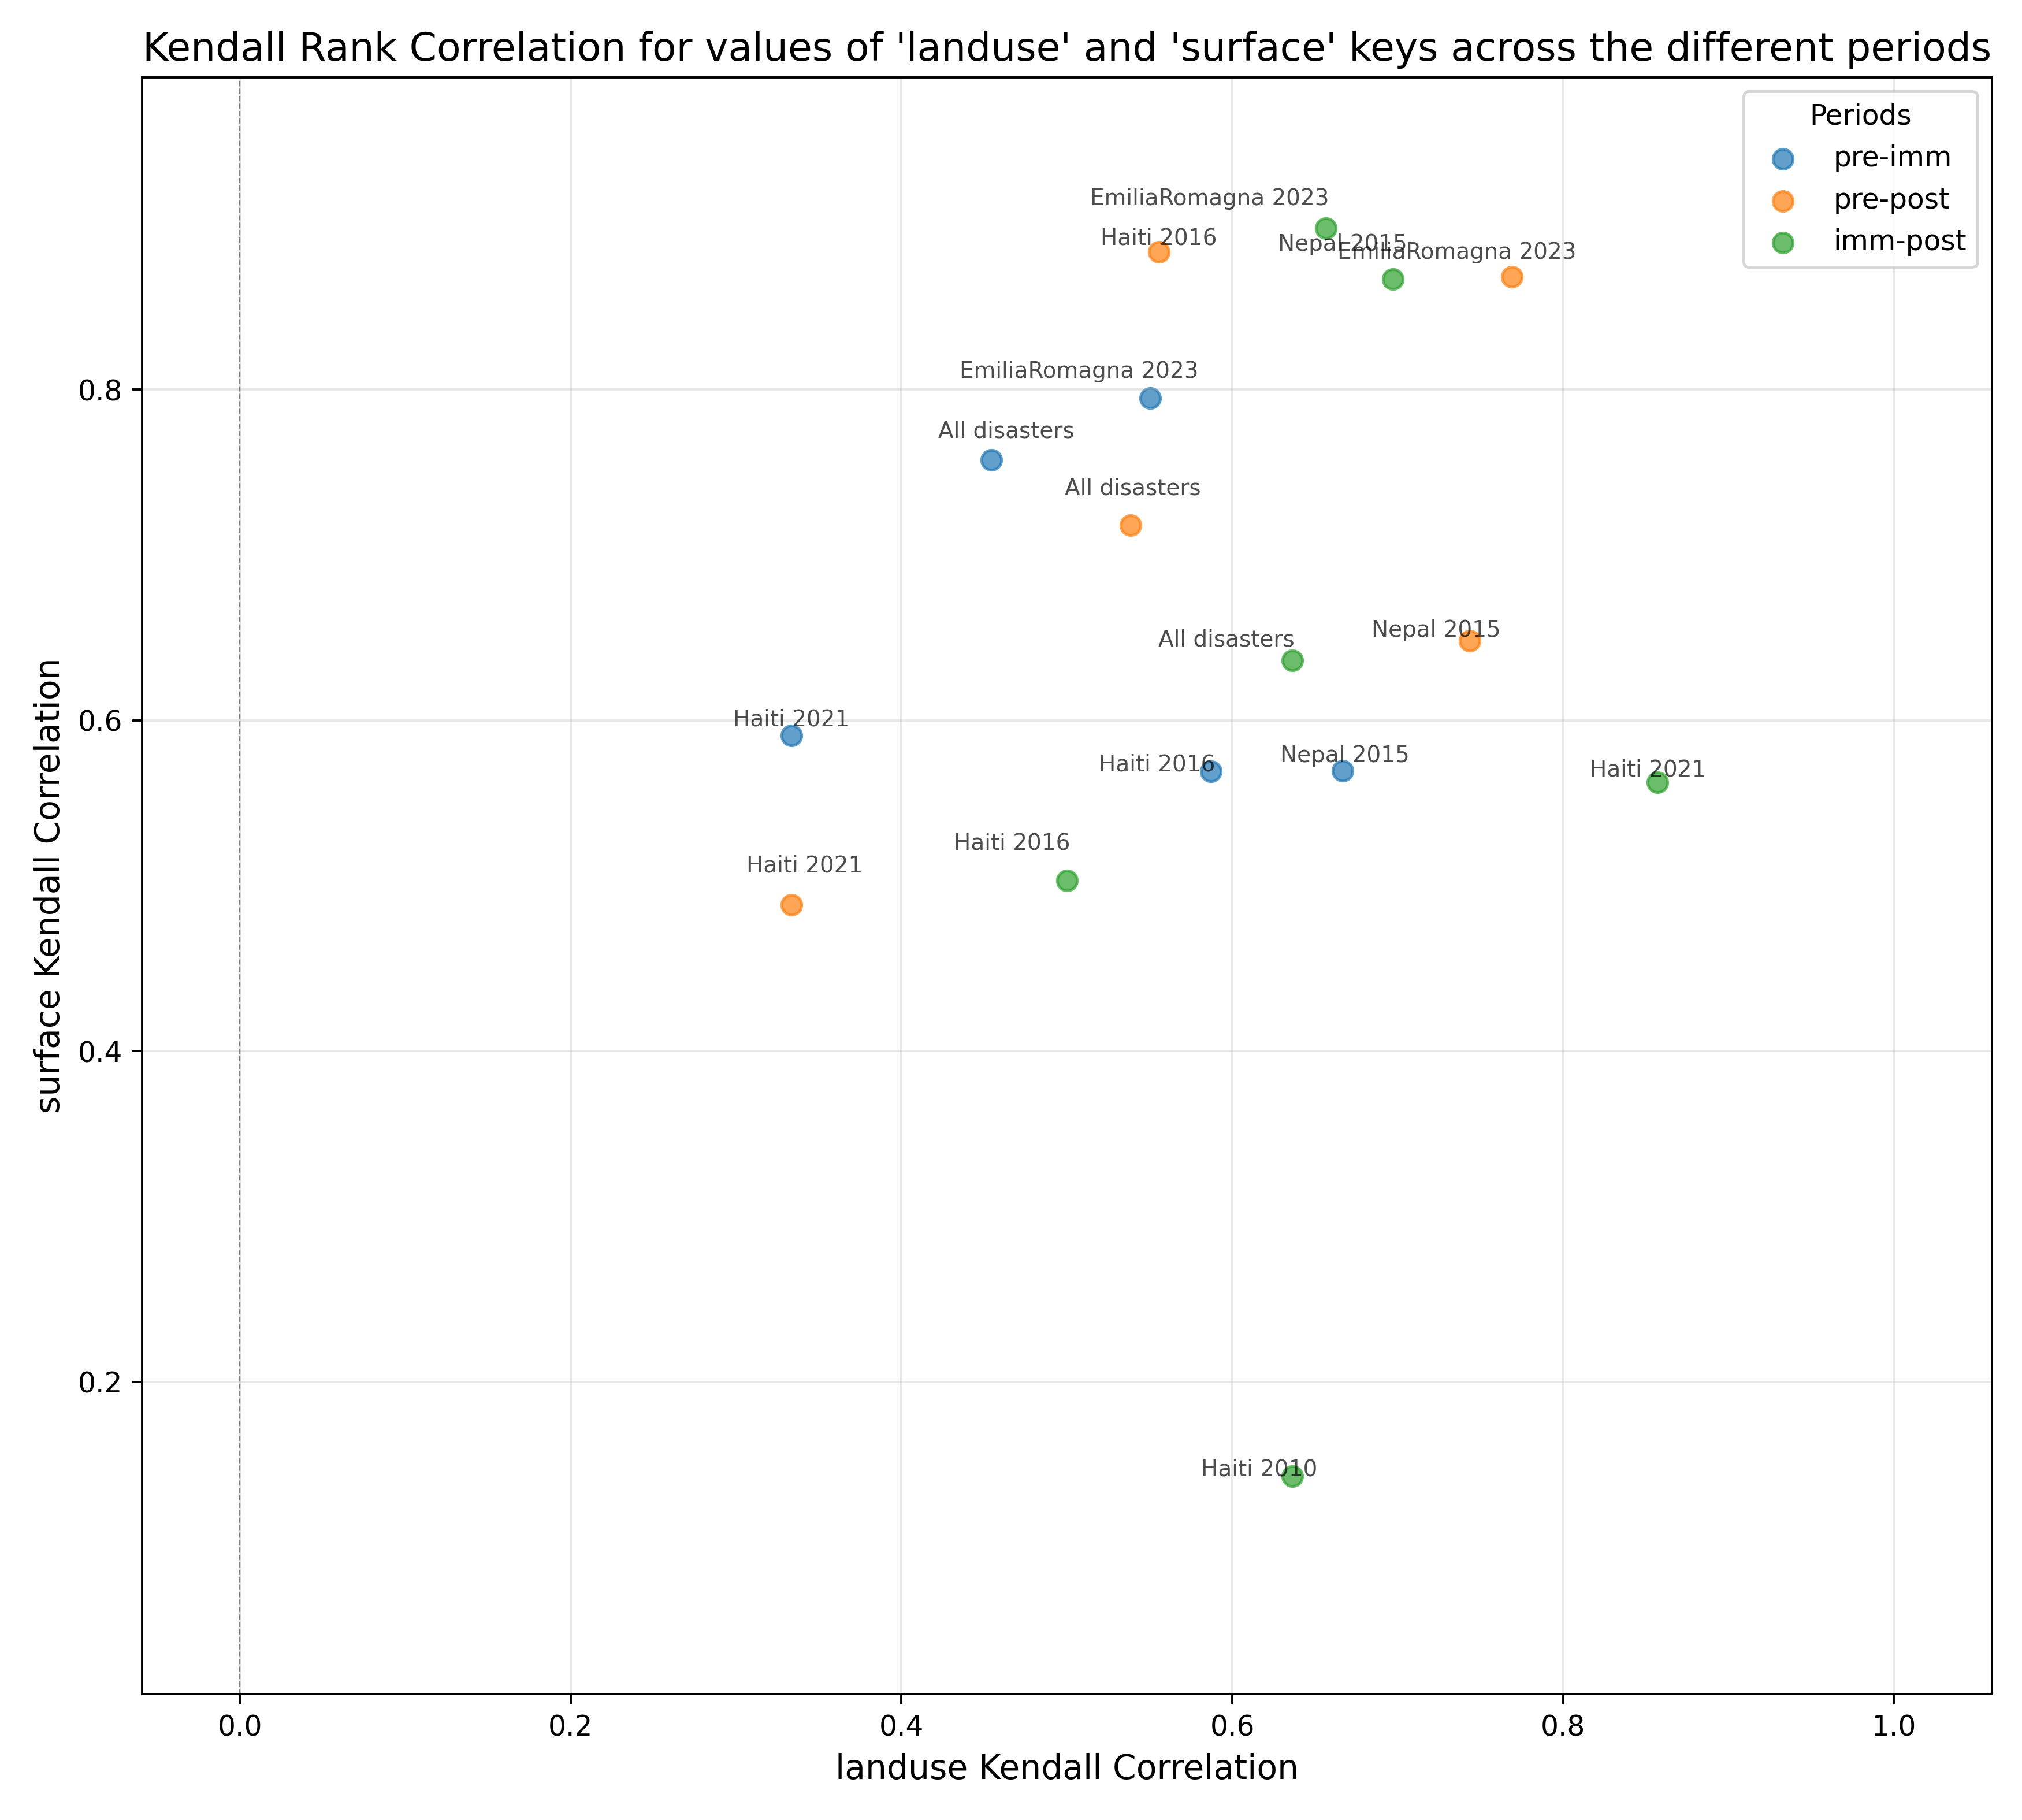 Kendall Rank Correlation for values of 'landuse' and 'surface' keys across the different periods
Periods
pre-imm
pre-post
imm-post
EmiliaRomagna 2023
Haiti 2016
Nepal 2015
EmiliaRomagna 2023
EmiliaRomagna 2023
All disasters
All disasters
Nepal 2015
All disasters
Haiti 2021
Haiti 2016
Nepal 2015
Haiti 2021
Haiti 2016
Haiti 2021
Haiti 2010
surface Kendall Correlation
0.8
0.6
0.4
0.2
0.0
0.2
0.4
0.6
0.8
1.0
landuse Kendall Correlation